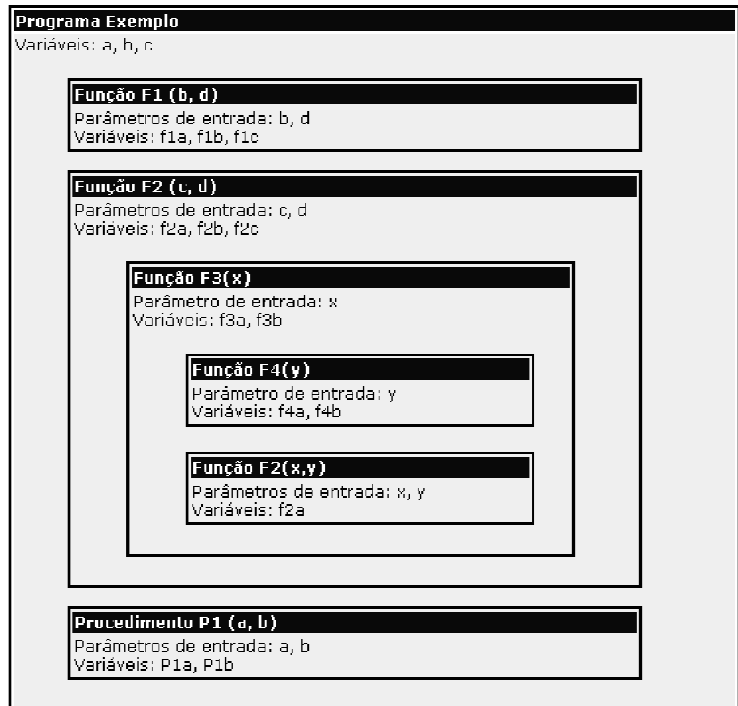 Programa Exemplo
Variáveis: a, b, c
Função F1 (b, d)
Parâmetros de entrada: b, d
Variáveis: f1a, f1b, f1c
Função F2 (c, d)
Parâmetros de entrada: c, d
Variáveis: f2a, f2b, f2c
Função F3(x)
Parâmetro de entrada: x
Variáveis: f3a, f3b
Função F4(y)
Parâmetro de entrada: y
Variáveis: f4a, f4b
Função F2(x,y)
Parâmetros de entrada: x, y
Variáveis: f2a
Procedimento P1 (a, b)
Parâmetros de entrada: a, b
Variáveis: P1a, P1b